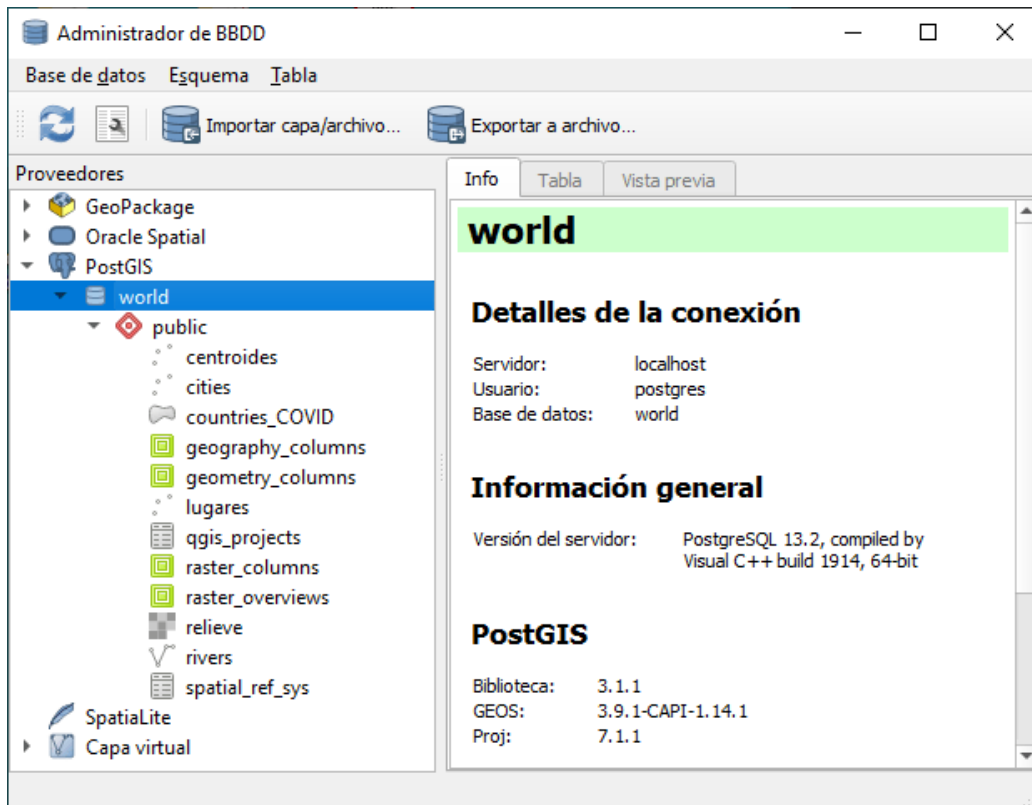 Administrador de BBDD
Base de datos Esquema Tabla
Importar capa/archivo... Exportar a archivo...
Proveedores
GeoPackage
Oracle Spatial
PostGIS
world
public
centroides
cities
countries_COVID
geography_columns
geometry_columns
lugares
qgis_projects
raster_columns
raster_overviews
relieve
rivers
spatial_ref_sys
SpatiaLite
Capa virtual
Info Tabla Vista previa
world
Detalles de la conexión
Servidor: localhost
Usuario: postgres
Base de datos: world
Información general
Versión del servidor: PostgreSQL 13.2, compiled by
Visual C++ build 1914, 64-bit
PostGIS
Biblioteca: 3.1.1
GEOS: 3.9.1-CAPI-1.14.1
Proj: 7.1.1